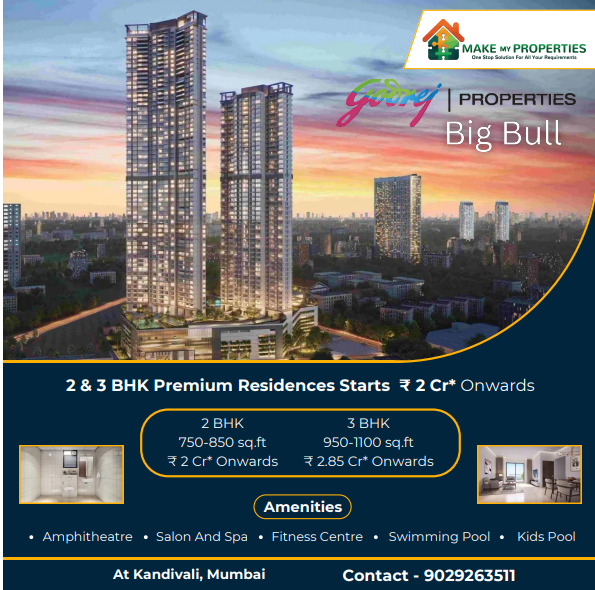 MAKE MY PROPERTIES
One Stop Solution For All Your Requirements
Godrej | PROPERTIES
Big Bull
2 & 3 BHK Premium Residences Starts ₹ 2 Cr* Onwards
2 BHK
750-850 sq.ft
₹ 2 Cr* Onwards
3 BHK
950-1100 sq.ft
₹ 2.85 Cr* Onwards
Amenities
• Amphitheatre • Salon And Spa • Fitness Centre • Swimming Pool • Kids Pool
At Kandivali, Mumbai
Contact - 9029263511